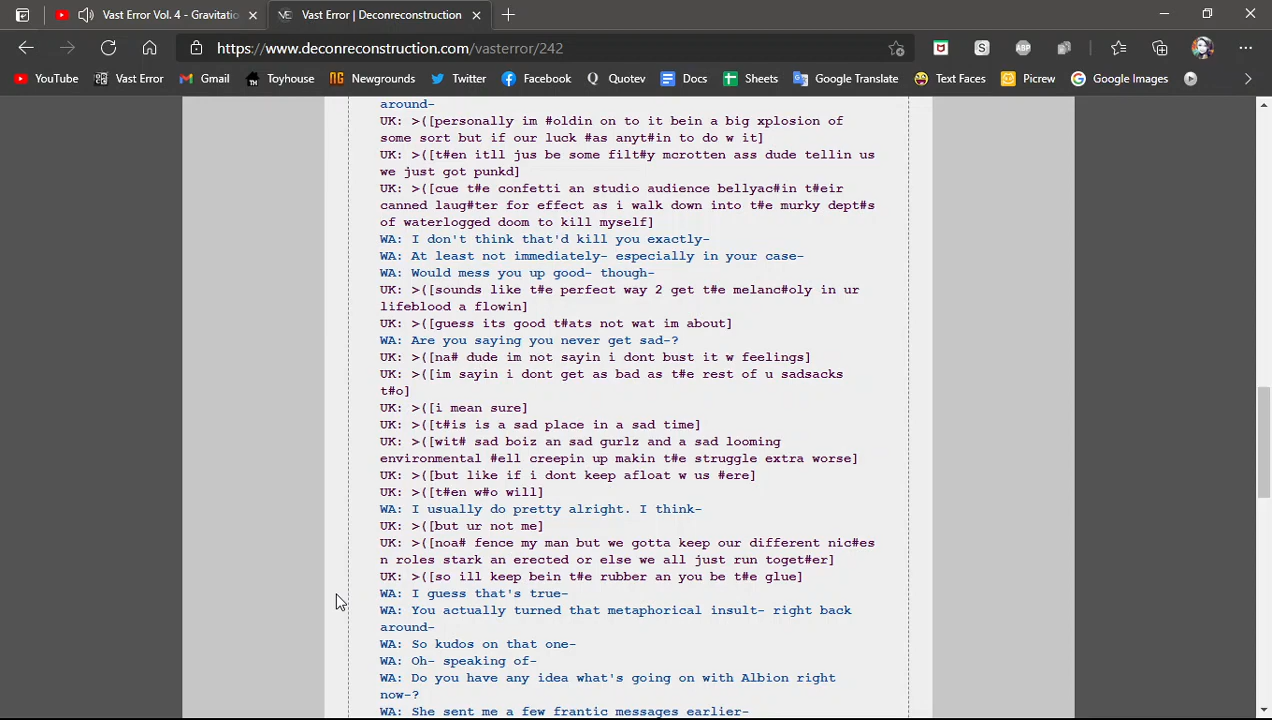 Vast Error Vol. 4 - Gravitatio
Vast Error | Deconreconstruction
https://www.deconreconstruction.com/vasterror/242
ABP
YouTube
Vast Error
Gmail
Toyhouse
Newgrounds
Twitter
Facebook
Quotev
Docs
Sheets
Google Translate
Text Faces
Picrew
Google Images
around-
UK: >([personally im #oldin on to it bein a big xplosion of
some sort but if our luck #as anyt#in to do w it]
UK: >([t#en itll jus be some filt#y mcrotten ass dude tellin us
we just got punkd]
UK: >([cue t#e confetti an studio audience bellyac#in t#eir
canned laug#ter for effect as i walk down into t#e murky dept#s
of waterlogged doom to kill myself]
WA: I don't think that'd kill you exactly-
WA: At least not immediately- especially in your case-
WA: Would mess you up good- though-
UK: >([sounds like t#e perfect way 2 get t#e melanc#oly in ur
lifeblood a flowin]
UK: >([guess its good t#ats not wat im about]
WA: Are you saying you never get sad-?
UK: >([na# dude im not sayin i dont bust it w feelings]
UK: >([im sayin i dont get as bad as t#e rest of u sadsacks
t#o]
UK: >([i mean sure]
UK: >([t#is is a sad place in a sad time]
UK: >([wit# sad boiz an sad gurlz and a sad looming
environmental #ell creepin up makin t#e struggle extra worse]
UK: >([but like if i dont keep afloat w us #ere]
UK: >([t#en w#o will]
WA: I usually do pretty alright. I think-
UK: >([but ur not me]
UK: >([noa# fence my man but we gotta keep our different nic#es
n roles stark an erected or else we all just run toget#er]
UK: >([so ill keep bein t#e rubber an you be t#e glue]
WA: I guess that's true-
WA: You actually turned that metaphorical insult- right back
around-
WA: So kudos on that one-
WA: Oh- speaking of-
WA: Do you have any idea what's going on with Albion right
now-?
WA: She sent me a few frantic messages earlier-